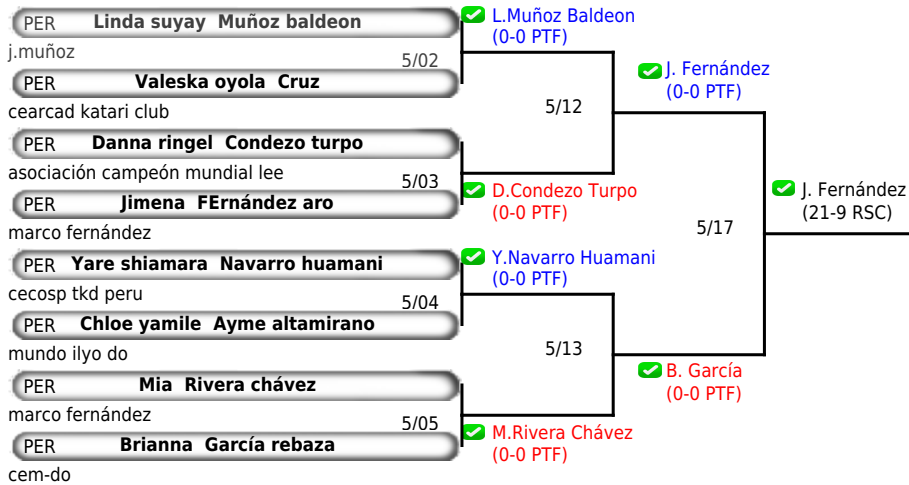 PER Linda suyay Muñoz baldeon
j.muñoz
5/02
PER Valeska oyola Cruz
cearcad katari club
L.Muñoz Baldeon
(0-0 PTF)
PER Danna ringel Condezo turpo
asociación campeón mundial lee
5/03
PER Jimena FErnández aro
marco fernández
D.Condezo Turpo
(0-0 PTF)
5/12
J. Fernández
(0-0 PTF)
PER Yare shiamara Navarro huamani
cecosp tkd peru
5/04
PER Chloe yamile Ayme altamirano
mundo ilyo do
Y.Navarro Huamani
(0-0 PTF)
PER Mia Rivera chávez
marco fernández
5/05
PER Brianna García rebaza
cem-do
M.Rivera Chávez
(0-0 PTF)
5/13
B. García
(0-0 PTF)
5/17
J. Fernández
(21-9 RSC)